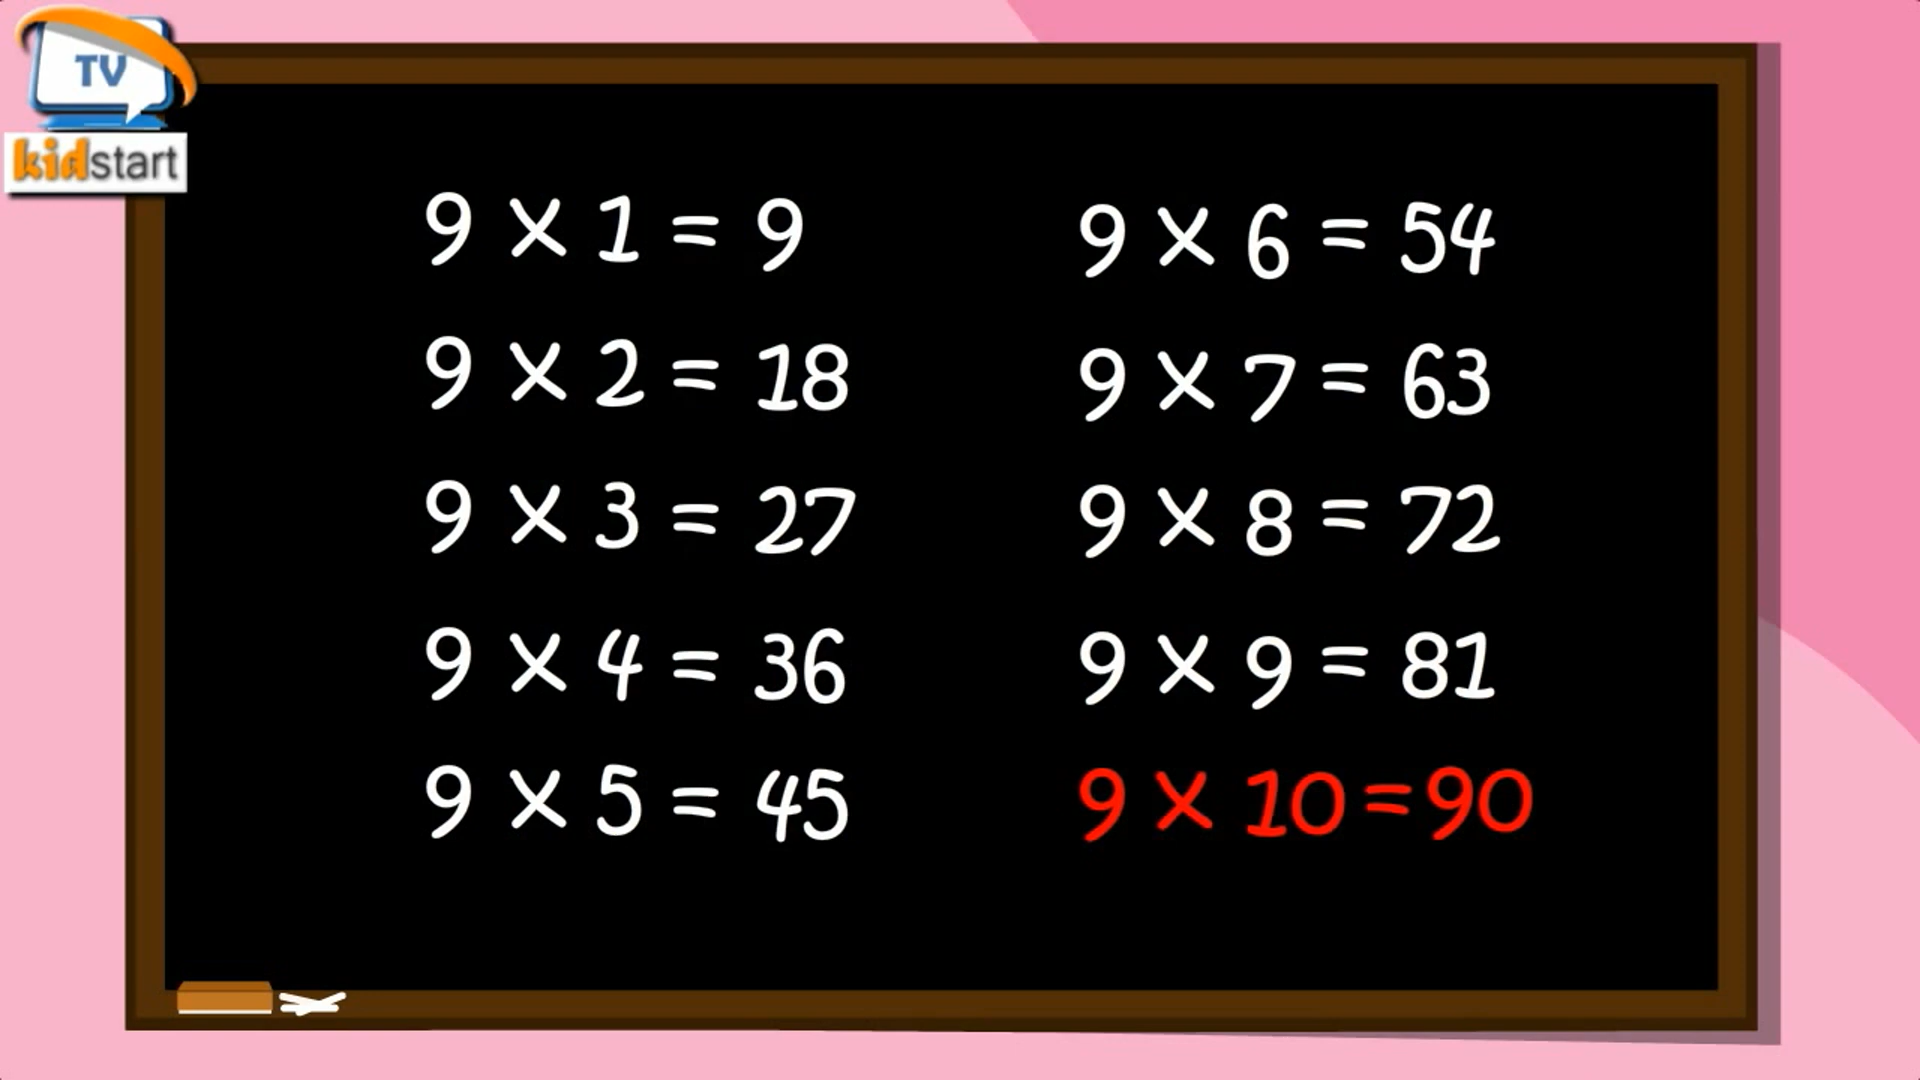 TV
kidstart
9 × 1 = 9
9 × 2 = 18
9 × 3 = 27
9 × 4 = 36
9 × 5 = 45
9 × 6 = 54
9 × 7 = 63
9 × 8 = 72
9 × 9 = 81
9 × 10 = 90